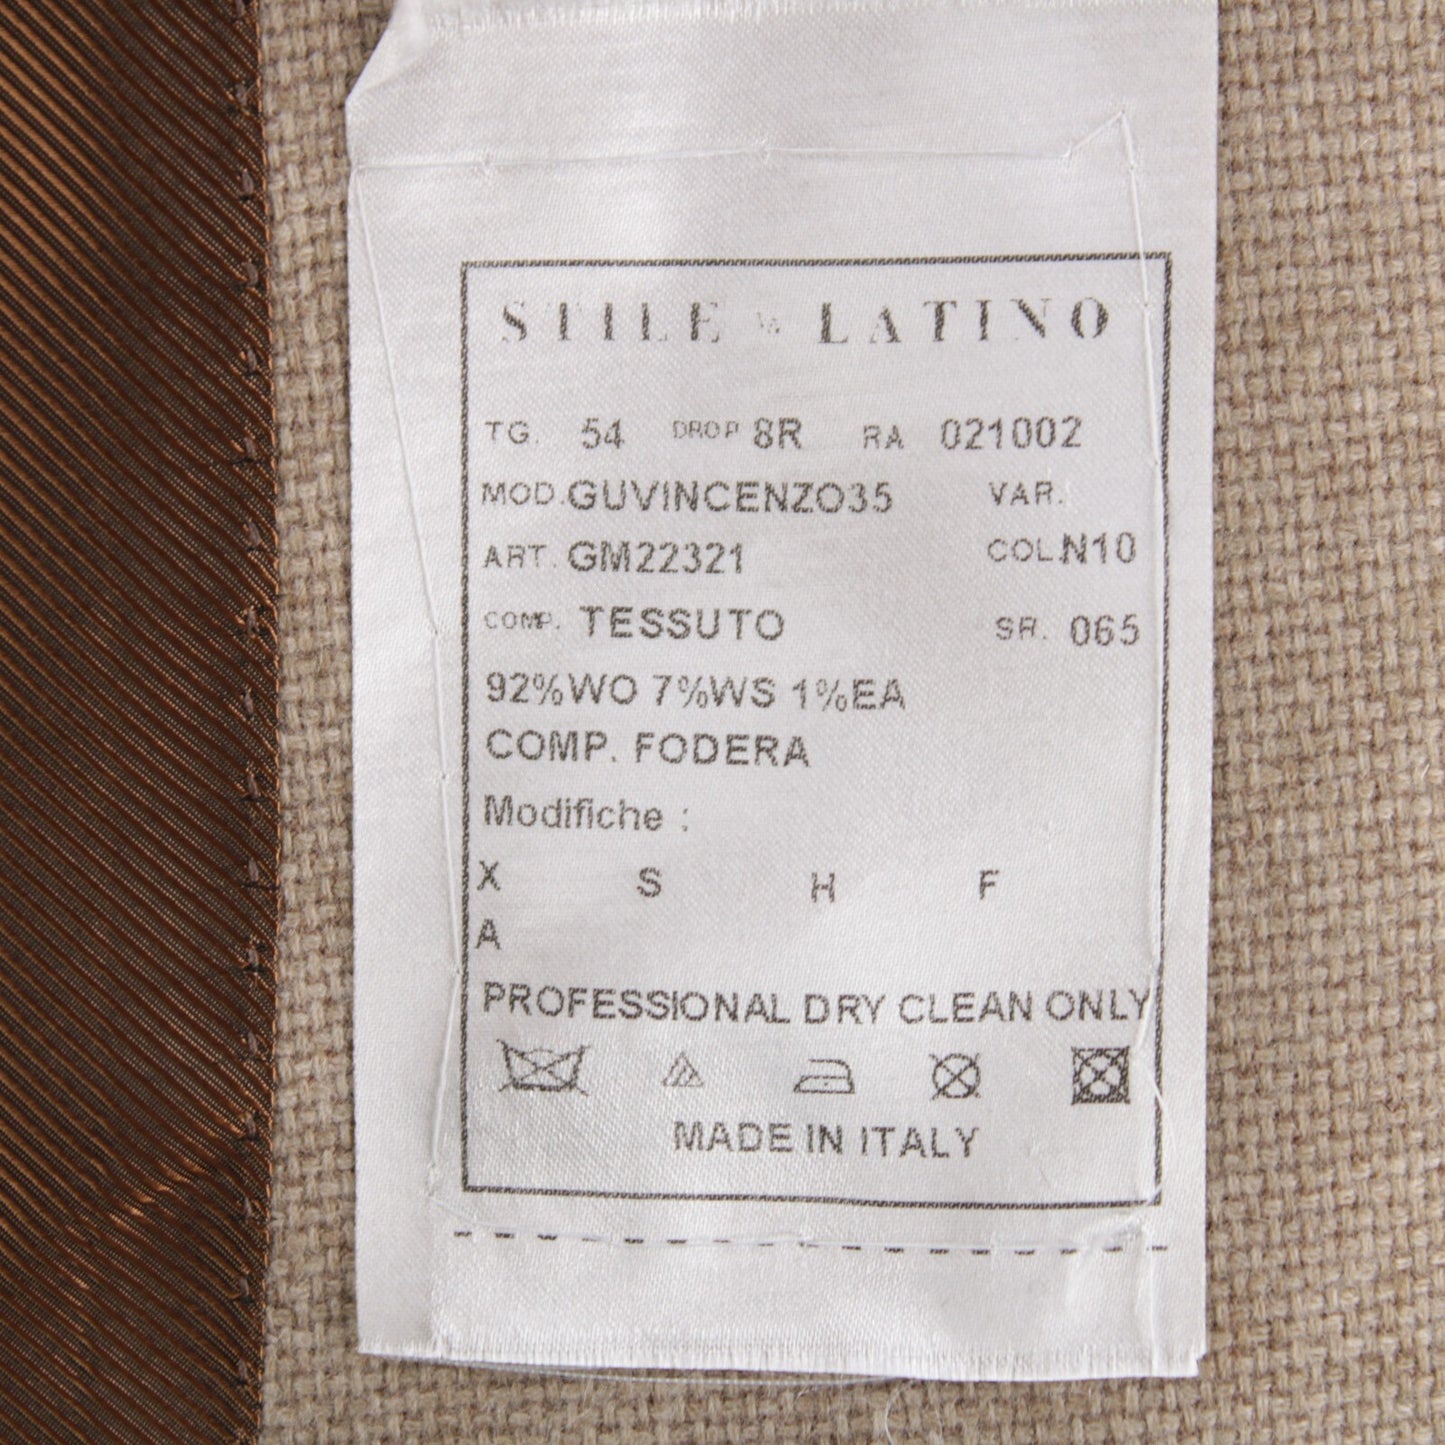 STILE LATINO
TG. 54 DROP 8R RA 021002
MOD.GUVINCENZO35 VAR.
ART. GM22321 COL.N10
COMP. TESSUTO SR. 065
92%WO 7%WS 1%EA
COMP. FODERA
Modifiche :
X S H F
A
PROFESSIONAL DRY CLEAN ONLY
MADE IN ITALY